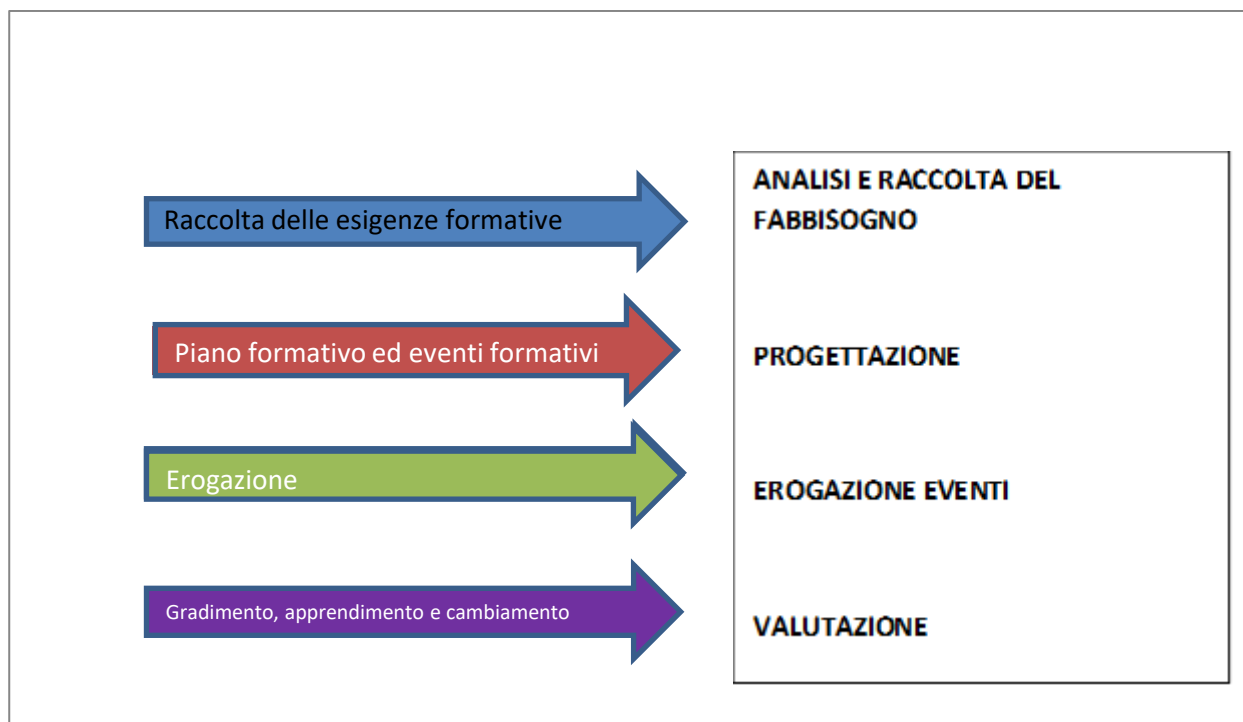 Raccolta delle esigenze formative
ANALISI E RACCOLTA DEL
FABBISOGNO
Piano formativo ed eventi formativi
PROGETTAZIONE
Erogazione
EROGAZIONE EVENTI
Gradimento, apprendimento e cambiamento
VALUTAZIONE